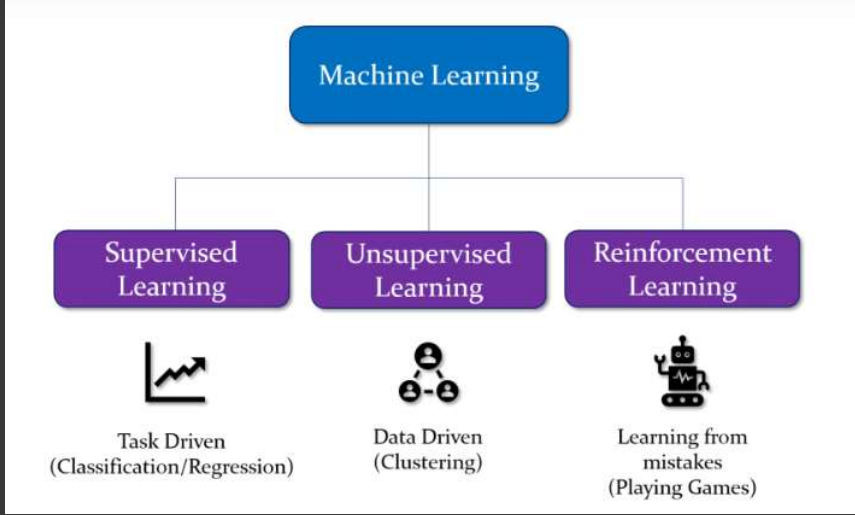 Machine Learning
Supervised
Learning
Unsupervised
Learning
Reinforcement
Learning
Task Driven
(Classification/Regression)
Data Driven
(Clustering)
Learning from
mistakes
(Playing Games)